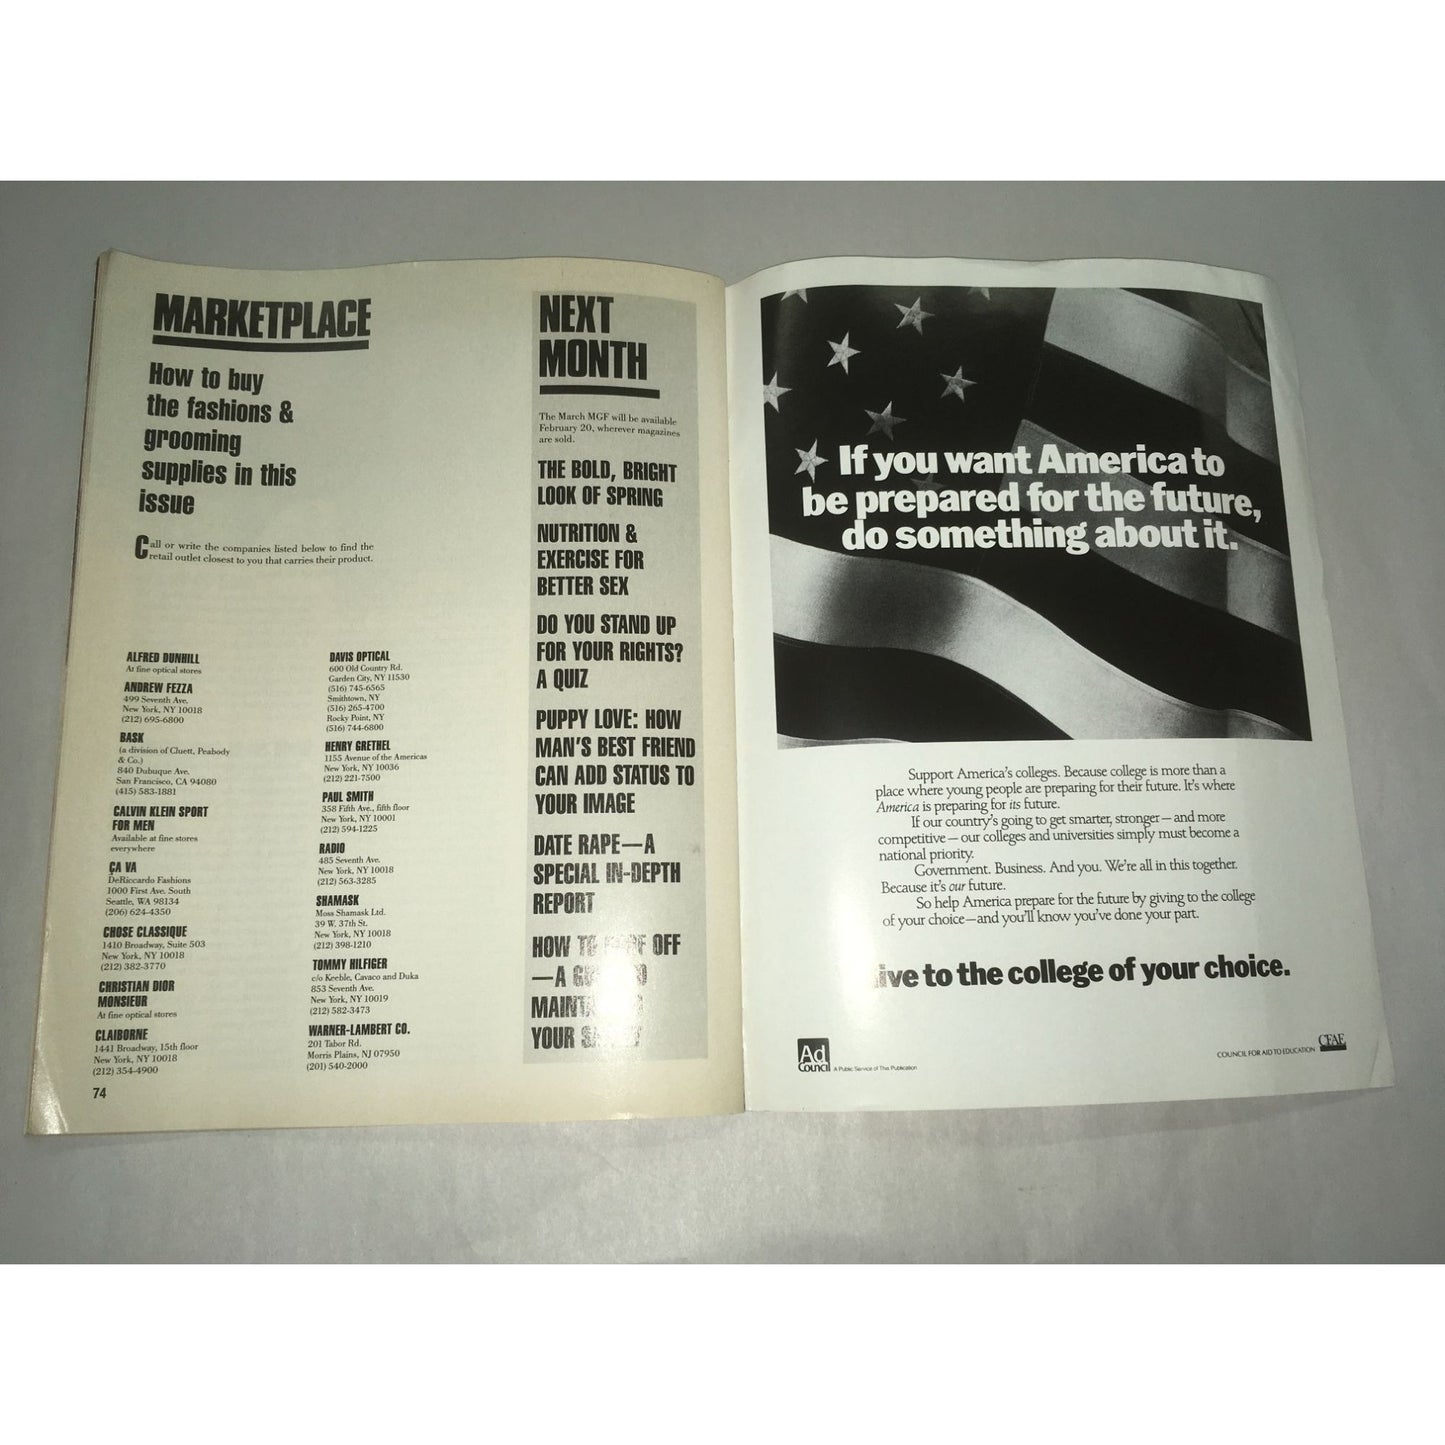 MARKETPLACE
How to buy
the fashions &
grooming
supplies in this
issue
Call or write the companies listed below to find the
retail outlet closest to you that carries their product.
ALFRED DUNHILL
At fine optical stores
ANDREW FEZZA
499 Seventh Ave.
New York, NY 10018
(212) 695-6800
BASK
(a division of Cluett, Peabody
& Co.)
840 Dubuque Ave.
San Francisco, CA 94080
(415) 583-1881
CALVIN KLEIN SPORT
FOR MEN
Available at fine stores
everywhere
ÇA VA
DeRiccardo Fashions
1000 First Ave. South
Seattle, WA 98134
(206) 624-4350
CHOSE CLASSIQUE
1410 Broadway, Suite 503
New York, NY 10018
(212) 382-3770
CHRISTIAN DIOR
MONSIEUR
At fine optical stores
CLAIBORNE
1441 Broadway, 15th floor
New York, NY 10018
(212) 354-4900
74
DAVIS OPTICAL
600 Old Country Rd.
Garden City, NY 11530
(516) 745-6565
Smithtown, NY
(516) 265-4700
Rocky Point, NY
(516) 744-6800
HENRY GRETHEL
1155 Avenue of the Americas
New York, NY 10036
(212) 221-7500
PAUL SMITH
358 Fifth Ave., fifth floor
New York, NY 10001
(212) 594-1225
RADIO
485 Seventh Ave.
New York, NY 10018
(212) 563-3285
SHAMASK
Moss Shamask Ltd.
39 W. 37th St.
New York, NY 10018
(212) 398-1210
TOMMY HILFIGER
c/o Keeble, Cavaco and Duka
853 Seventh Ave.
New York, NY 10019
(212) 582-3473
WARNER-LAMBERT CO.
201 Tabor Rd.
Morris Plains, NJ 07950
(201) 540-2000
NEXT
MONTH
The March MGF will be available
February 20, wherever magazines
are sold.
THE BOLD, BRIGHT
LOOK OF SPRING
NUTRITION &
EXERCISE FOR
BETTER SEX
DO YOU STAND UP
FOR YOUR RIGHTS?
A QUIZ
PUPPY LOVE: HOW
MAN'S BEST FRIEND
CAN ADD STATUS TO
YOUR IMAGE
DATE RAPE—A
SPECIAL IN-DEPTH
REPORT
HOW OFF
—A
YOUR
If you want America to
be prepared for the future,
do something about it.
Support America's colleges. Because college is more than a
place where young people are preparing for their future. It's where
America is preparing for its future.
If our country's going to get smarter, stronger—and more
competitive—our colleges and universities simply must become a
national priority.
Government. Business. And you. We're all in this together.
Because it's our future.
So help America prepare for the future by giving to the college
of your choice—and you'll know you've done your part.
ive to the college of your choice.
Ad
Council
A Public Service of This Publication
COUNCIL FOR AID TO EDUCATION
CFAE